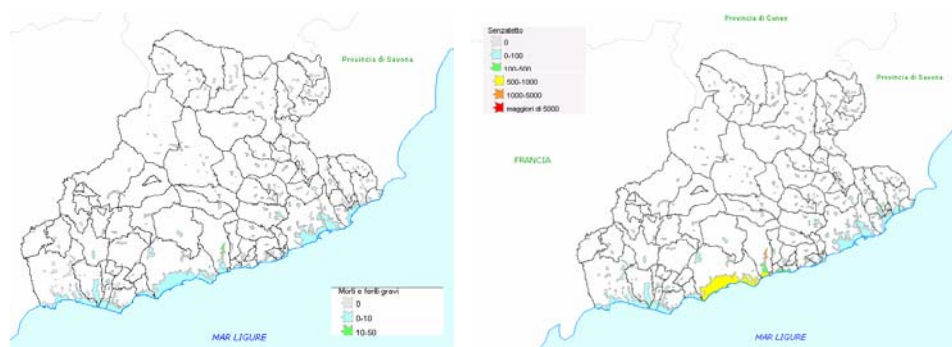 Provincia di Savona
Morti e feriti gravi
0
0-10
10-50
MAR LIGURE
Provincia di Cuneo
Senzatetto
0
0-100
100-500
500-1000
1000-5000
maggiori di 5000
Provincia di Savona
FRANCIA
MAR LIGURE